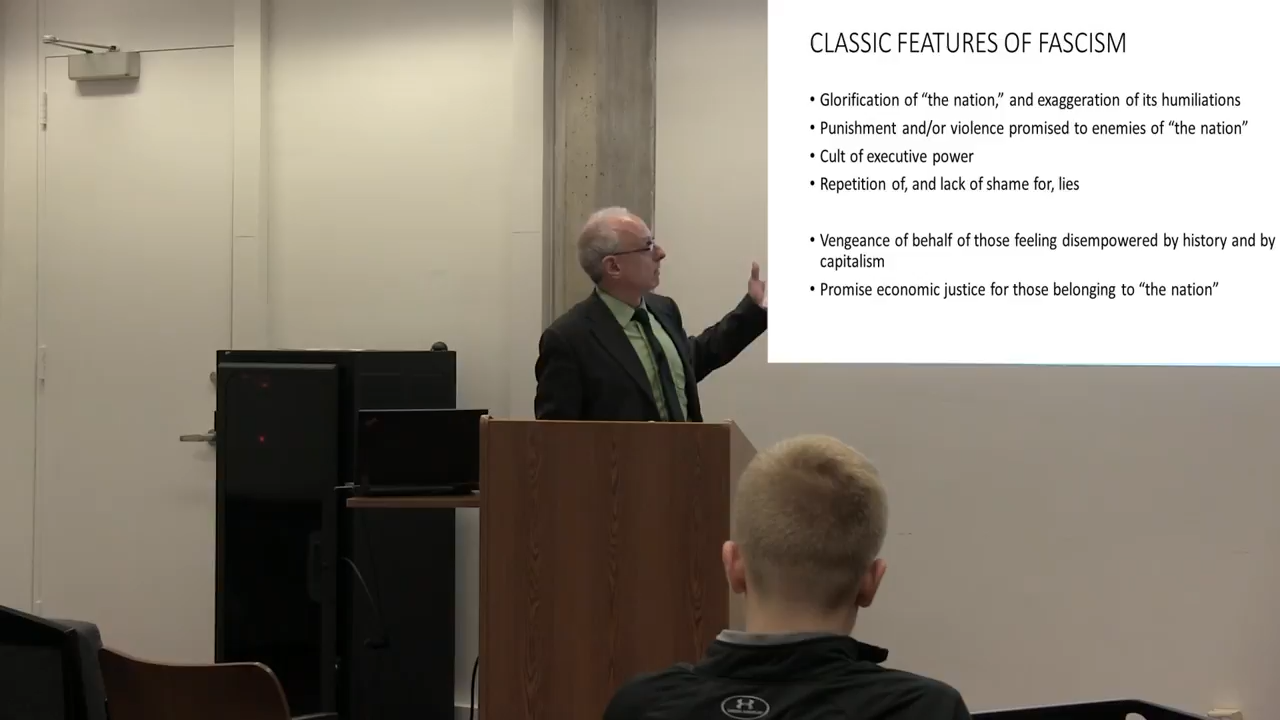 CLASSIC FEATURES OF FASCISM
• Glorification of “the nation,” and exaggeration of its humiliations
• Punishment and/or violence promised to enemies of “the nation”
• Cult of executive power
• Repetition of, and lack of shame for, lies
• Vengeance of behalf of those feeling disempowered by history and by
capitalism
• Promise economic justice for those belonging to “the nation”
UNDER ARMOUR